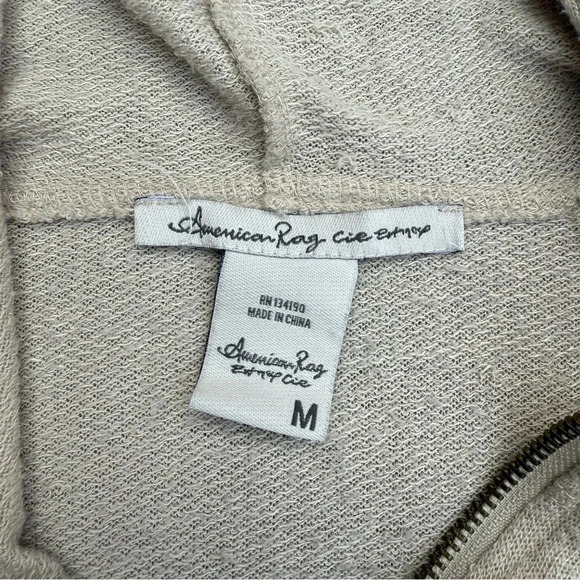 American Rag Cie Est 1984
RN 134190
MADE IN CHINA
American Rag
Est 1984 Cie
M